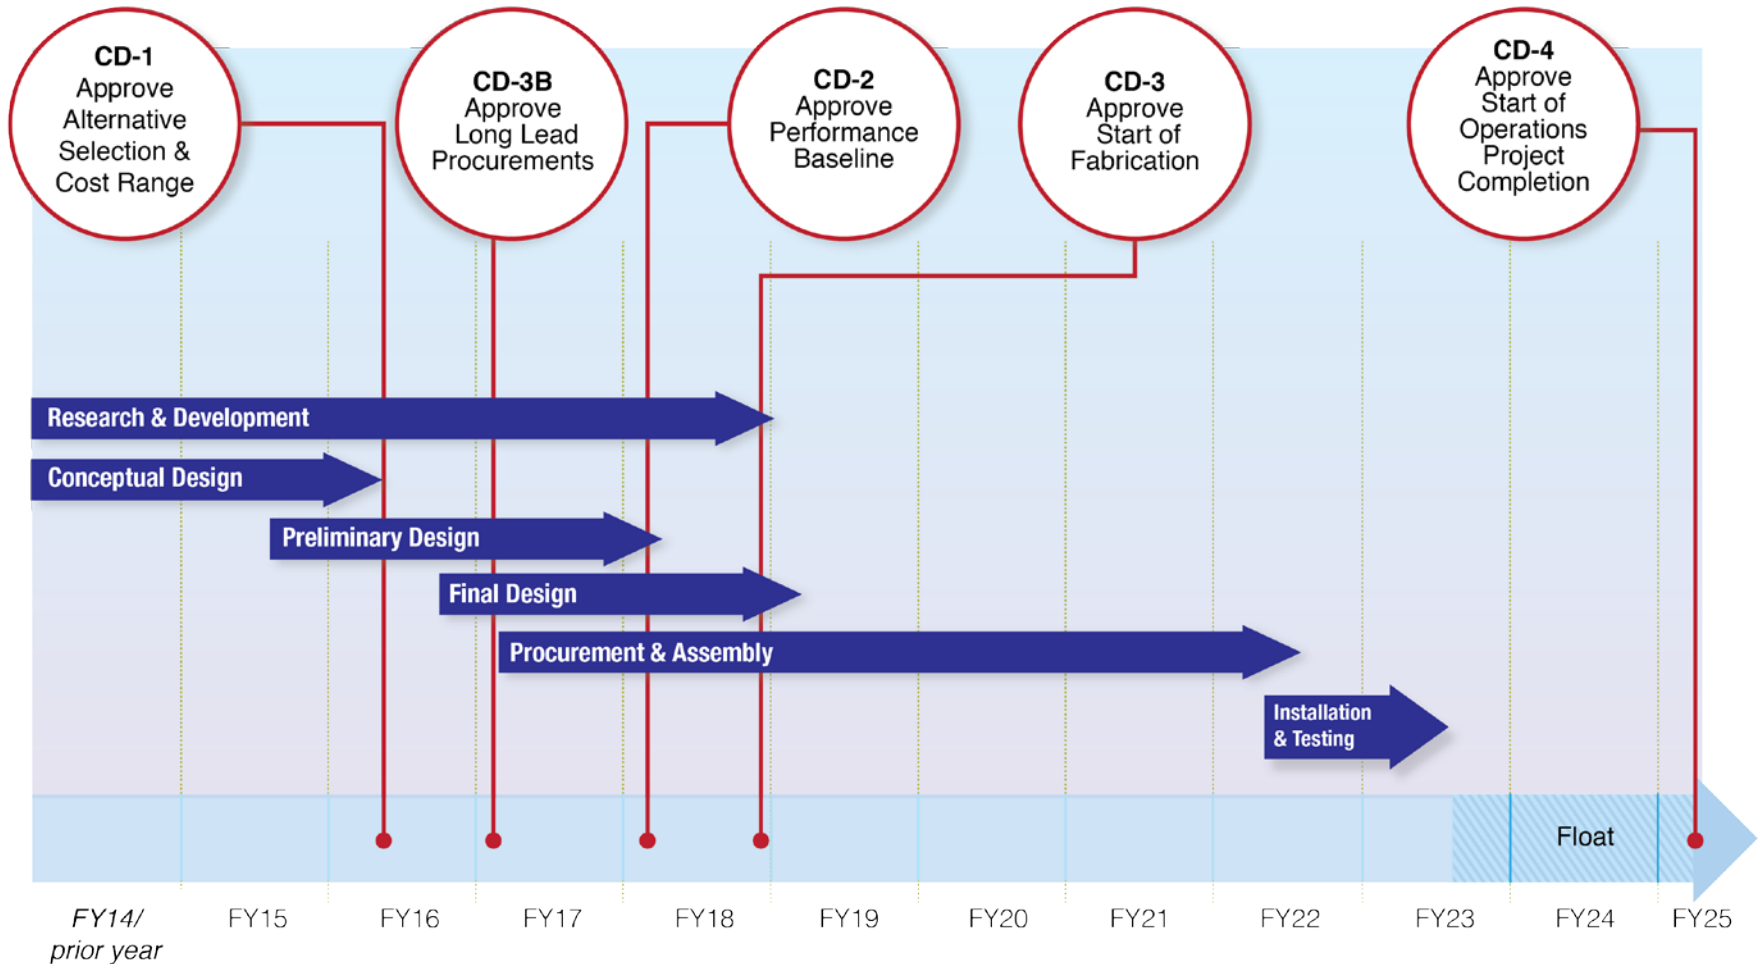 CD-1
Approve
Alternative
Selection &
Cost Range
CD-3B
Approve
Long Lead
Procurements
CD-2
Approve
Performance
Baseline
CD-3
Approve
Start of
Fabrication
CD-4
Approve
Start of
Operations
Project
Completion
Research & Development
Conceptual Design
Preliminary Design
Final Design
Procurement & Assembly
Installation
& Testing
Float
FY14/
prior year
FY15
FY16
FY17
FY18
FY19
FY20
FY21
FY22
FY23
FY24
FY25